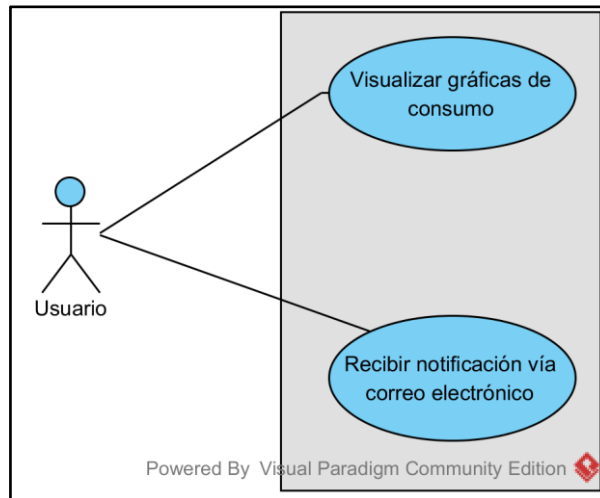 Visualizar gráficas de
consumo
Usuario
Recibir notificación vía
correo electrónico
Powered By Visual Paradigm Community Edition